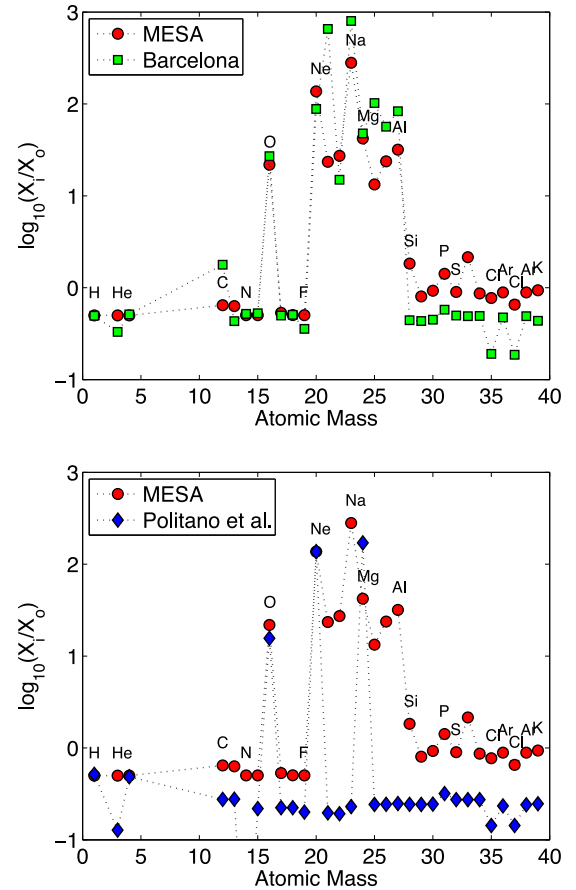 3
2
1
0
−1
log10(Xi/Xo)
MESA
Barcelona
H
He
C
N
O
F
Ne
Na
Mg
Al
Si
P
S
Cl
Ar
Cl
Ar
K
0 5 10 15 20 25 30 35 40
Atomic Mass
3
2
1
0
−1
log10(Xi/Xo)
MESA
Politano et al.
H
He
C
N
O
F
Ne
Na
Mg
Al
Si
P
S
Cl
Ar
Cl
Ar
K
0 5 10 15 20 25 30 35 40
Atomic Mass